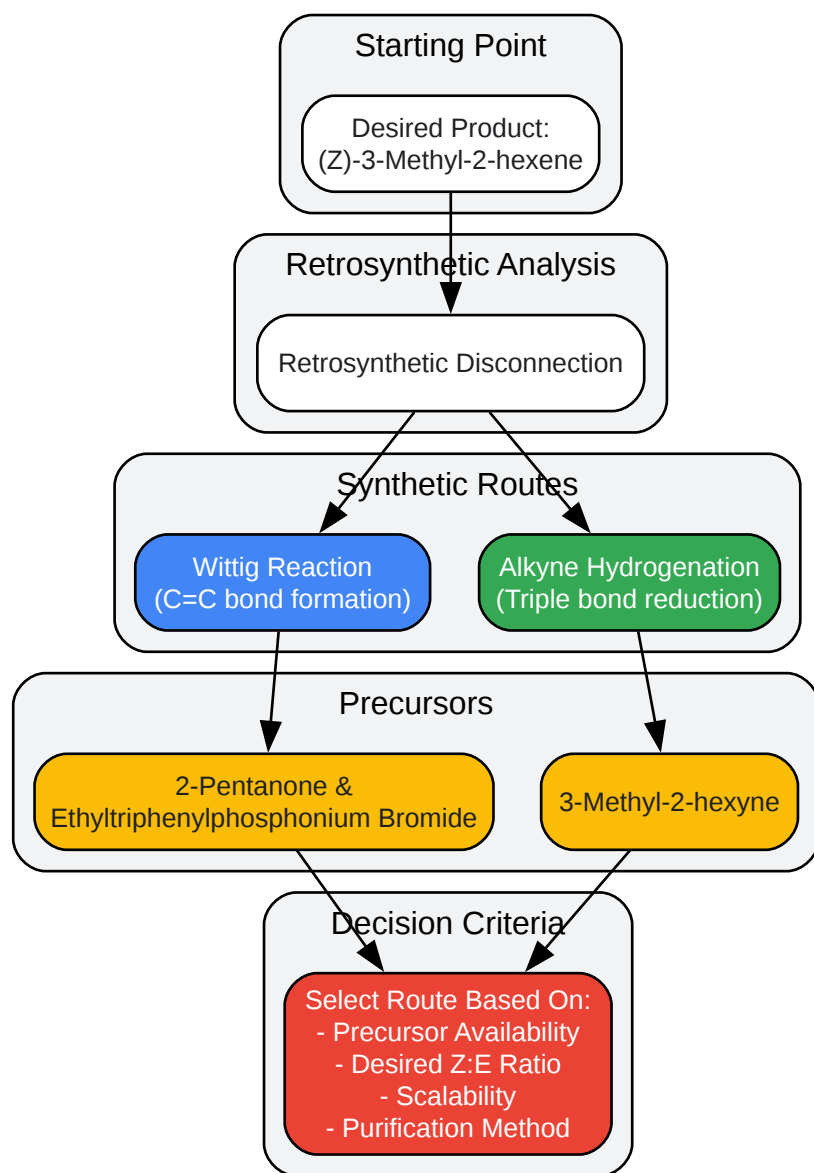 Starting Point
Desired Product:
(Z)-3-Methyl-2-hexene
Retrosynthetic Analysis
Retrosynthetic Disconnection
Synthetic Routes
Wittig Reaction
(C=C bond formation)
Alkyne Hydrogenation
(Triple bond reduction)
Precursors
2-Pentanone &
Ethyltriphenylphosphonium Bromide
3-Methyl-2-hexyne
Decision Criteria
Select Route Based On:
- Precursor Availability
- Desired Z:E Ratio
- Scalability
- Purification Method